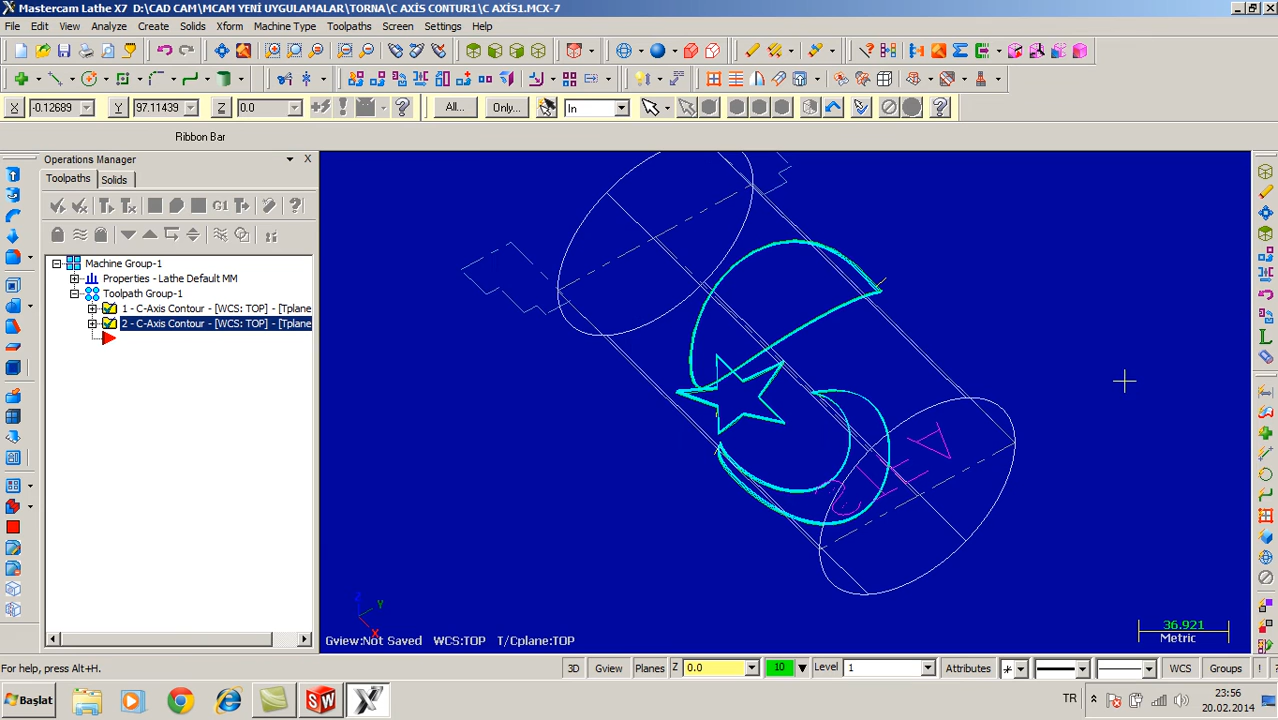 Mastercam Lathe X7 D:\CAD CAM\MCAM YENİ UYGULAMALAR\TORNA\C AXİS CONTUR1\C AXİS1.MCX-7
File Edit View Analyze Create Solids Xform Machine Type Toolpaths Screen Settings Help
X -0.12689 Y 97.11439 Z 0.0 All... Only... In
Ribbon Bar
Operations Manager
Toolpaths Solids
G1
Machine Group-1
Properties - Lathe Default MM
Toolpath Group-1
1 - C-Axis Contour - [WCS: TOP] - [Tplane
2 - C-Axis Contour - [WCS: TOP] - [Tplane
Y
X
Gview:Not Saved WCS:TOP T/Cplane:TOP
36.921
Metric
For help, press Alt+H.
3D Gview Planes Z 0.0 10 Level 1 Attributes WCS Groups
Başlat
SW
TR
23:56
20.02.2014